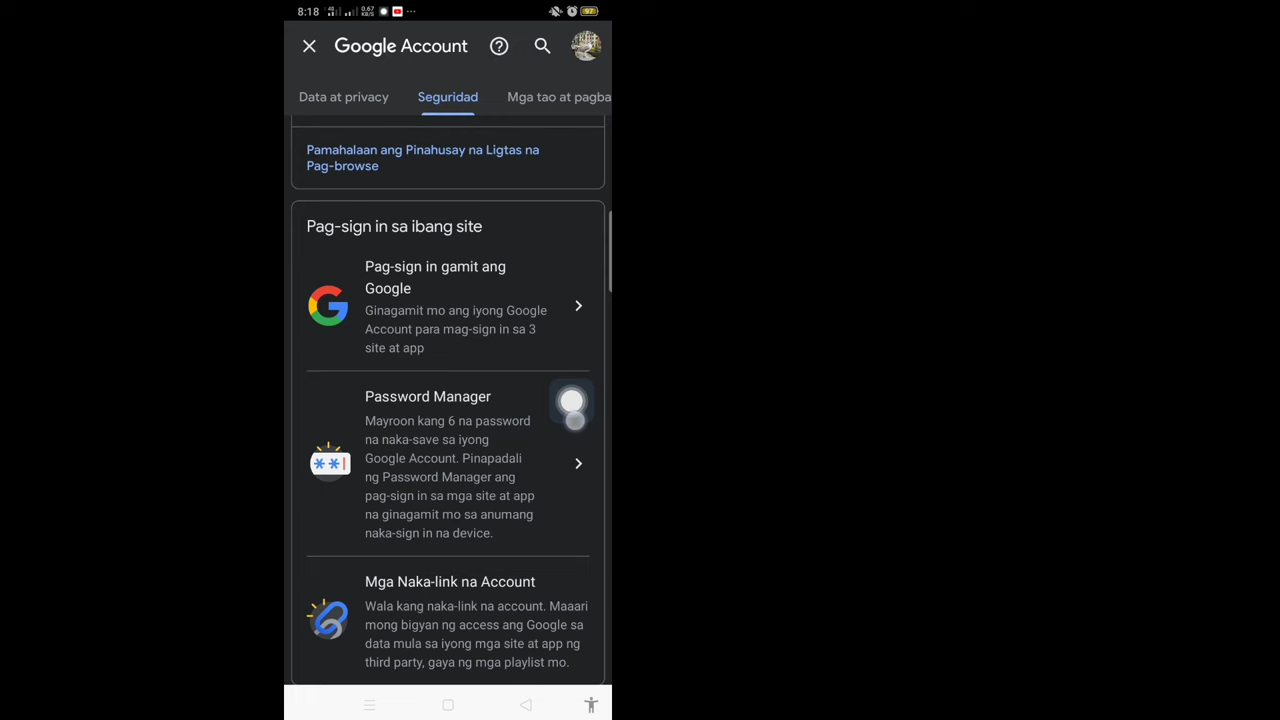 8:18
4G
0.67
KB/S
97
Google Account
Data at privacy
Seguridad
Mga tao at pagba
Pamahalaan ang Pinahusay na Ligtas na
Pag-browse
Pag-sign in sa ibang site
Pag-sign in gamit ang
Google
Ginagamit mo ang iyong Google
Account para mag-sign in sa 3
site at app
Password Manager
Mayroon kang 6 na password
na naka-save sa iyong
Google Account. Pinapadali
ng Password Manager ang
pag-sign in sa mga site at app
na ginagamit mo sa anumang
naka-sign in na device.
Mga Naka-link na Account
Wala kang naka-link na account. Maaari
mong bigyan ng access ang Google sa
data mula sa iyong mga site at app ng
third party, gaya ng mga playlist mo.